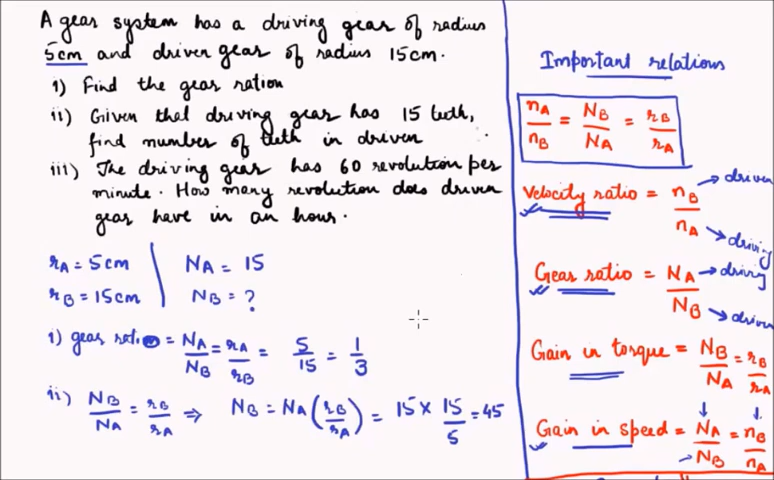 A gear system has a driving gear of radius
5cm and driven gear of radius 15cm.
i) Find the gear ration
ii) Given that driving gear has 15 teeth,
find number of teeth in driven
iii) The driving gear has 60 revolution per
minute. How many revolution does driven
gear have in an hour.
rA = 5cm
rB = 15cm
NA = 15
NB = ?
i) gear ratio = NA/NB = rA/rB = 5/15 = 1/3
ii) NB/NA = rB/rA ⇒ NB = NA(rB/rA) = 15 × 15/5 = 45
Important relations
nA/nB = NB/NA = rB/rA
Velocity ratio = nB/nA → driven → driving
Gear ratio = NA/NB → driving → driven
Gain in torque = NB/NA = rB/rA
Gain in speed = NA/NB = nB/nA